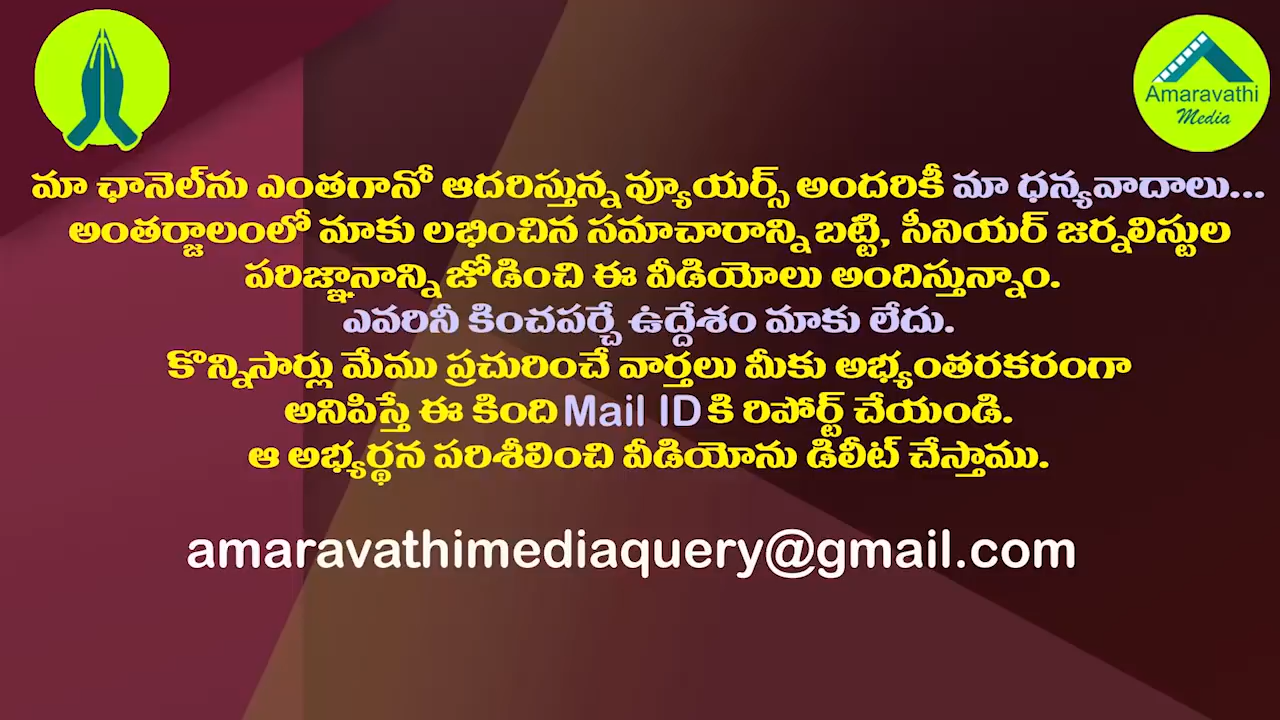 Amaravathi
Media
మా ఛానెల్‌ను ఎంతగానో ఆదరిస్తున్న వ్యూయర్స్ అందరికీ మా ధన్యవాదాలు...
అంతర్జాలంలో మాకు లభించిన సమాచారాన్ని బట్టి, సీనియర్ జర్నలిస్టుల
పరిజ్ఞానాన్ని జోడించి ఈ వీడియోలు అందిస్తున్నాం.
ఎవరినీ కించపర్చే ఉద్దేశం మాకు లేదు.
కొన్నిసార్లు మేము ప్రచురించే వార్తలు మీకు అభ్యంతరకరంగా
అనిపిస్తే ఈ కింది Mail ID కి రిపోర్ట్ చేయండి.
ఆ అభ్యర్థన పరిశీలించి వీడియోను డిలీట్ చేస్తాము.
amaravathimediaquery@gmail.com